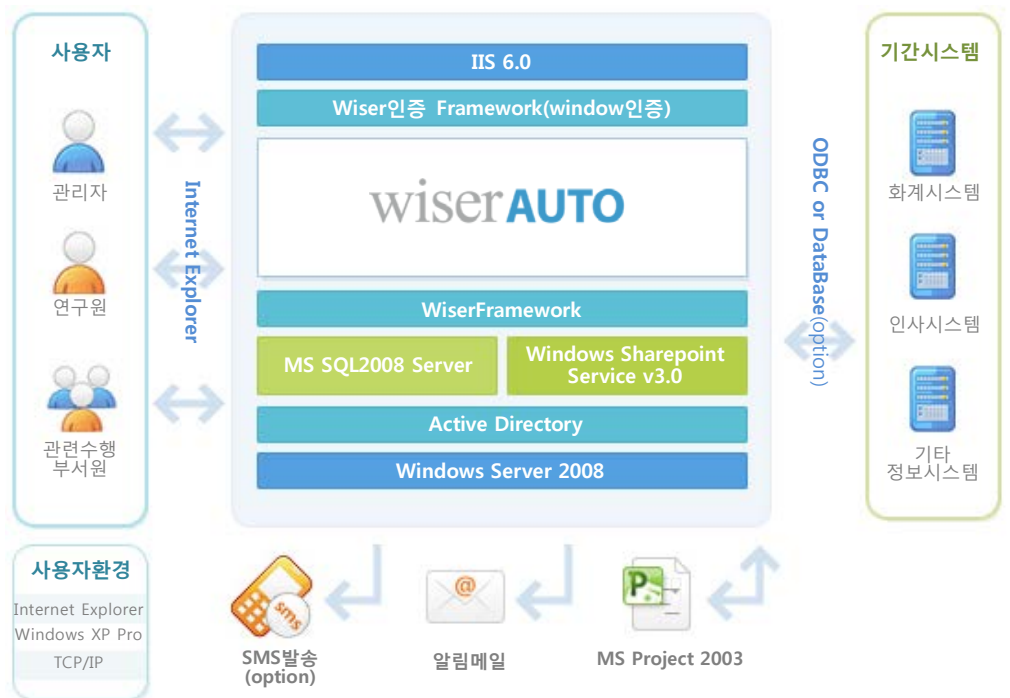 사용자
관리자
연구원
관련수행
부서원
Internet Explorer
IIS 6.0
Wiser인증 Framework(window인증)
wiserAUTO
WiserFramework
MS SQL2008 Server
Windows Sharepoint
Service v3.0
Active Directory
Windows Server 2008
ODBC or DataBase(option)
기간시스템
화계시스템
인사시스템
기타
정보시스템
사용자환경
Internet Explorer
Windows XP Pro
TCP/IP
sms
SMS발송
(option)
@
알림메일
P
MS Project 2003